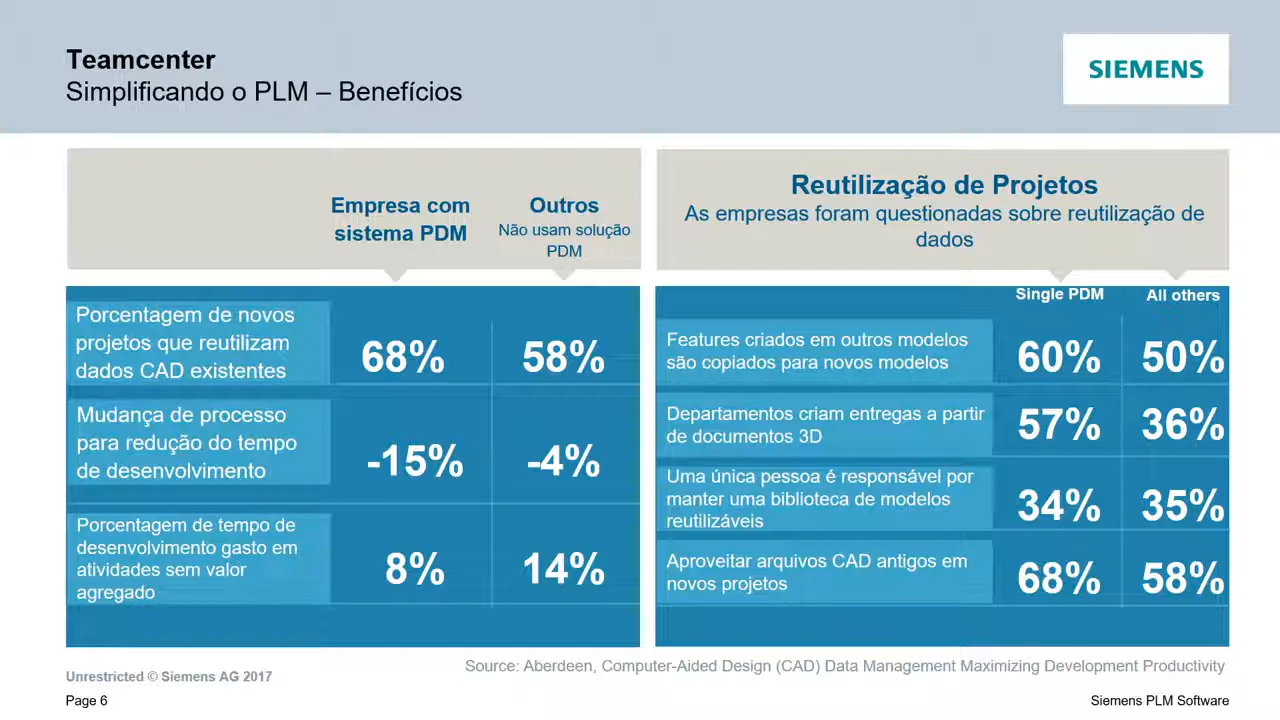 Teamcenter
Simplificando o PLM – Benefícios
SIEMENS
Empresa com
sistema PDM
Outros
Não usam solução
PDM
Porcentagem de novos
projetos que reutilizam
dados CAD existentes
68%
58%
Mudança de processo
para redução do tempo
de desenvolvimento
-15%
-4%
Porcentagem de tempo de
desenvolvimento gasto em
atividades sem valor
agregado
8%
14%
Reutilização de Projetos
As empresas foram questionadas sobre reutilização de
dados
Single PDM
All others
Features criados em outros modelos
são copiados para novos modelos
60%
50%
Departamentos criam entregas a partir
de documentos 3D
57%
36%
Uma única pessoa é responsável por
manter uma biblioteca de modelos
reutilizáveis
34%
35%
Aproveitar arquivos CAD antigos em
novos projetos
68%
58%
Source: Aberdeen, Computer-Aided Design (CAD) Data Management Maximizing Development Productivity
Unrestricted © Siemens AG 2017
Page 6
Siemens PLM Software